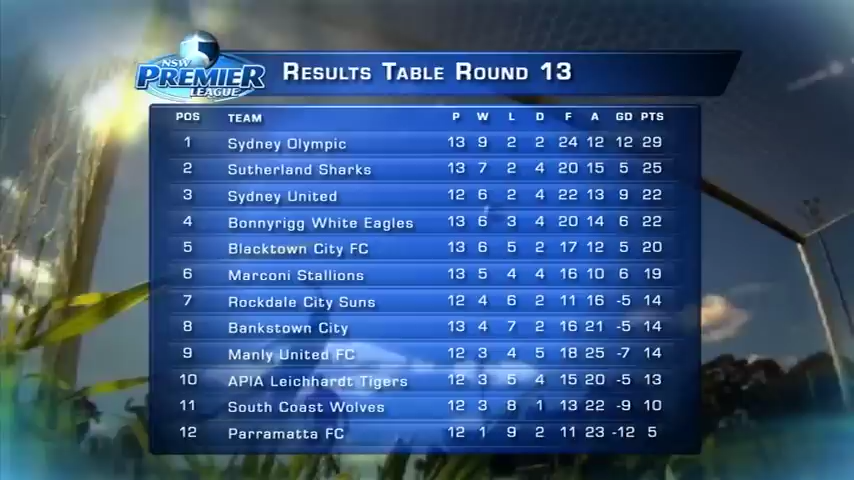 NSW
PREMIER
LEAGUE
RESULTS TABLE ROUND 13
POS TEAM P W L D F A GD PTS
1 Sydney Olympic 13 9 2 2 24 12 12 29
2 Sutherland Sharks 13 7 2 4 20 15 5 25
3 Sydney United 12 6 2 4 22 13 9 22
4 Bonnyrigg White Eagles 13 6 3 4 20 14 6 22
5 Blacktown City FC 13 6 5 2 17 12 5 20
6 Marconi Stallions 13 5 4 4 16 10 6 19
7 Rockdale City Suns 12 4 6 2 11 16 -5 14
8 Bankstown City 13 4 7 2 16 21 -5 14
9 Manly United FC 12 3 4 5 18 25 -7 14
10 APIA Leichhardt Tigers 12 3 5 4 15 20 -5 13
11 South Coast Wolves 12 3 8 1 13 22 -9 10
12 Parramatta FC 12 1 9 2 11 23 -12 5